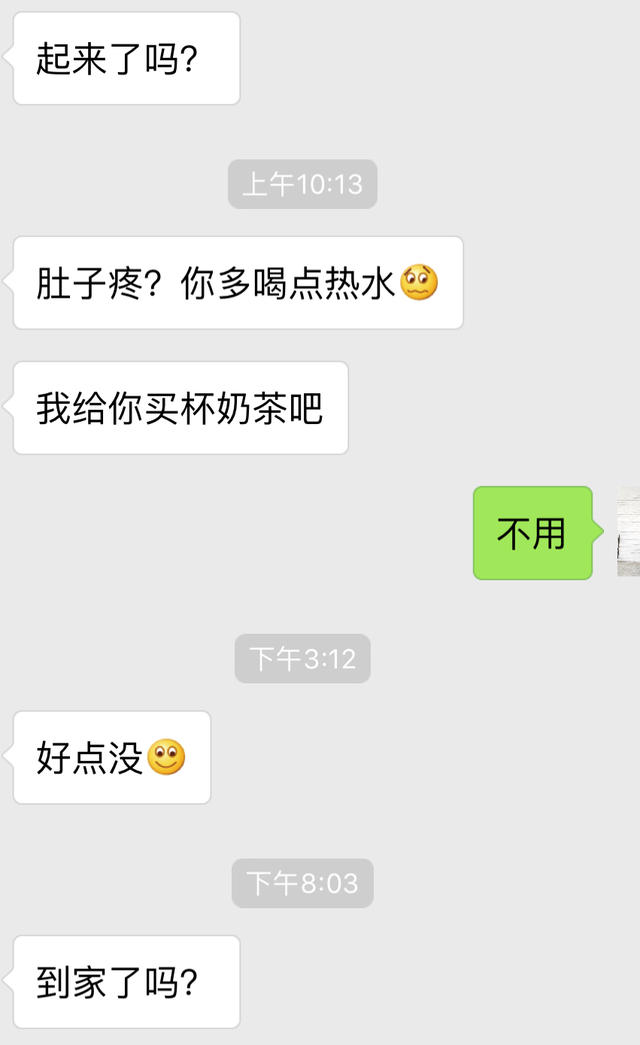 起来了吗？
上午10:13
肚子疼？你多喝点热水
我给你买杯奶茶吧
不用
下午3:12
好点没
下午8:03
到家了吗？